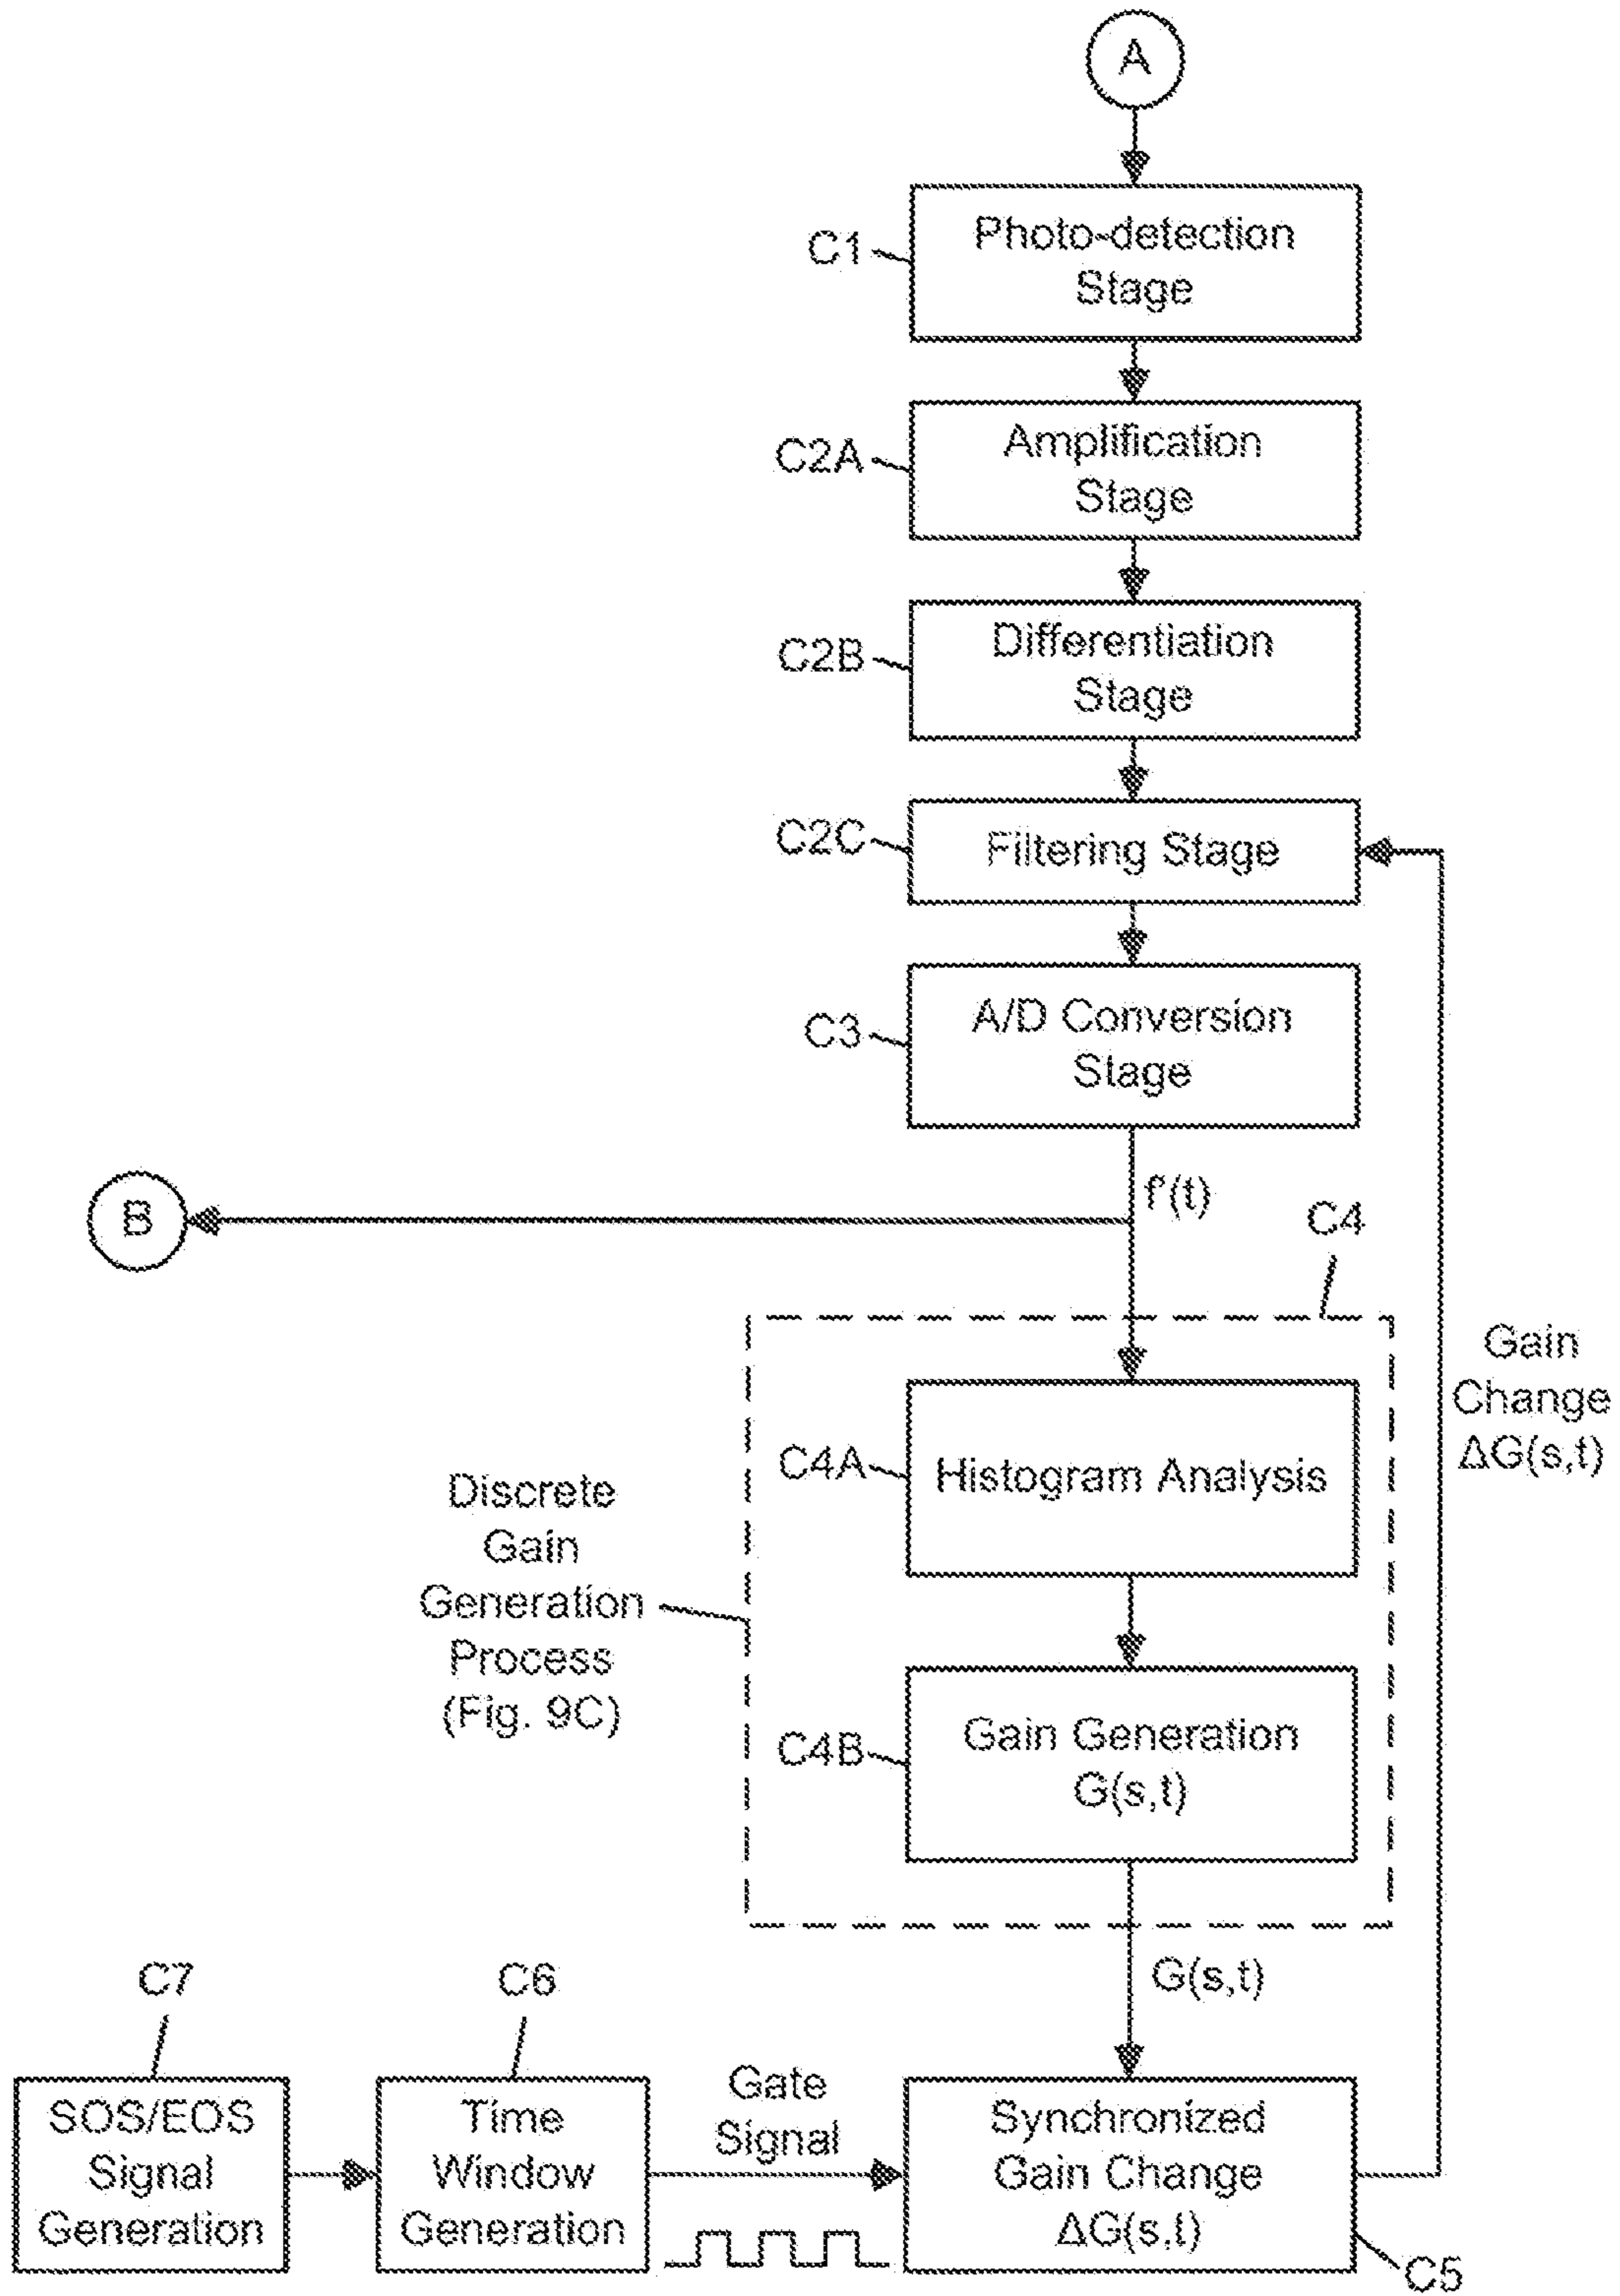 A
C1
Photo-detection
Stage
C2A
Amplification
Stage
C2B
Differentiation
Stage
C2C
Filtering Stage
C3
A/D Conversion
Stage
f'(t)
B
C4
Gain
Change
ΔG(s,t)
C4A
Histogram Analysis
Discrete
Gain
Generation
Process
(Fig. 9C)
C4B
Gain Generation
G(s,t)
G(s,t)
C7
SOS/EOS
Signal
Generation
C6
Time
Window
Generation
Gate
Signal
Synchronized
Gain Change
ΔG(s,t)
C5